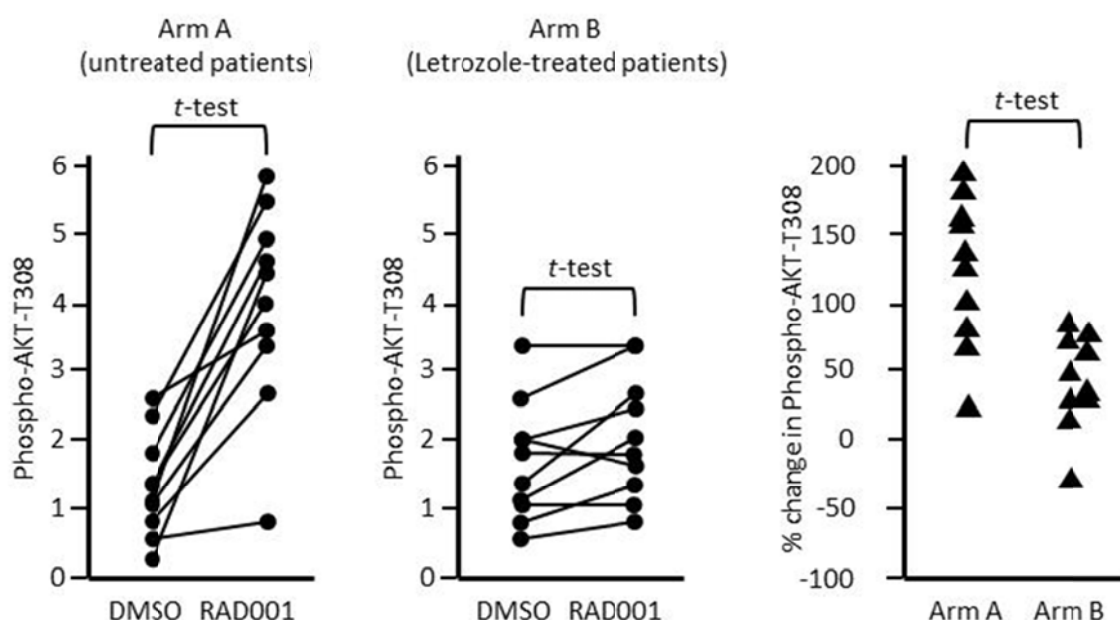 Arm A
(untreated patients)
t-test
Phospho-AKT-T308
6
5
4
3
2
1
0
DMSO RAD001
Arm B
(Letrozole-treated patients)
t-test
Phospho-AKT-T308
6
5
4
3
2
1
0
DMSO RAD001
t-test
% change in Phospho-AKT-T308
200
150
100
50
0
-50
-100
Arm A Arm B